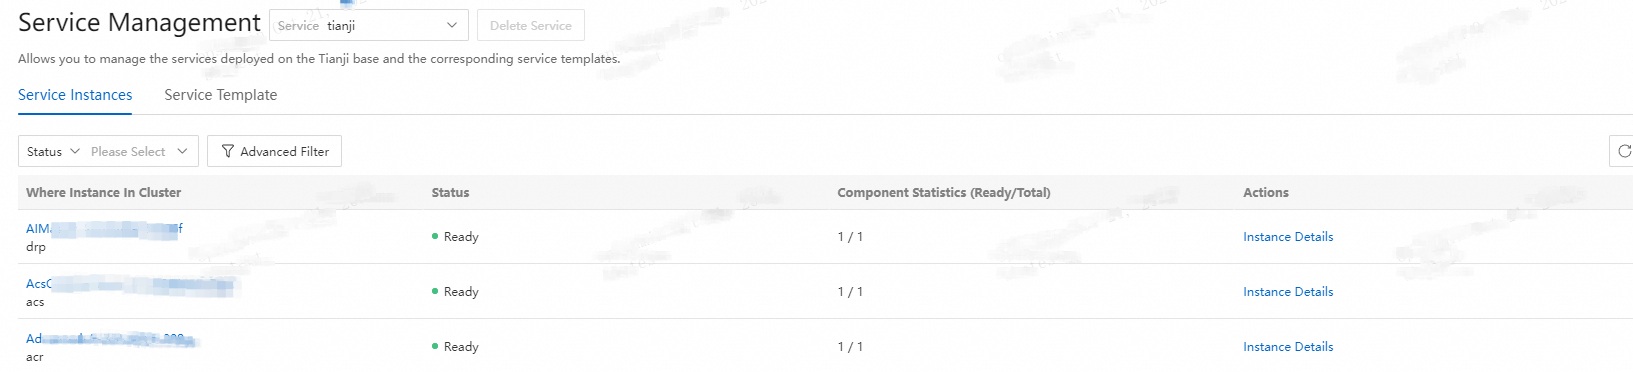 Service Management
Service tianji
Delete Service
Allows you to manage the services deployed on the Tianji base and the corresponding service templates.
Service Instances
Service Template
Status Please Select
Advanced Filter
Where Instance In Cluster
Status
Component Statistics (Ready/Total)
Actions
drp
Ready
1 / 1
Instance Details
acs
Ready
1 / 1
Instance Details
acr
Ready
1 / 1
Instance Details